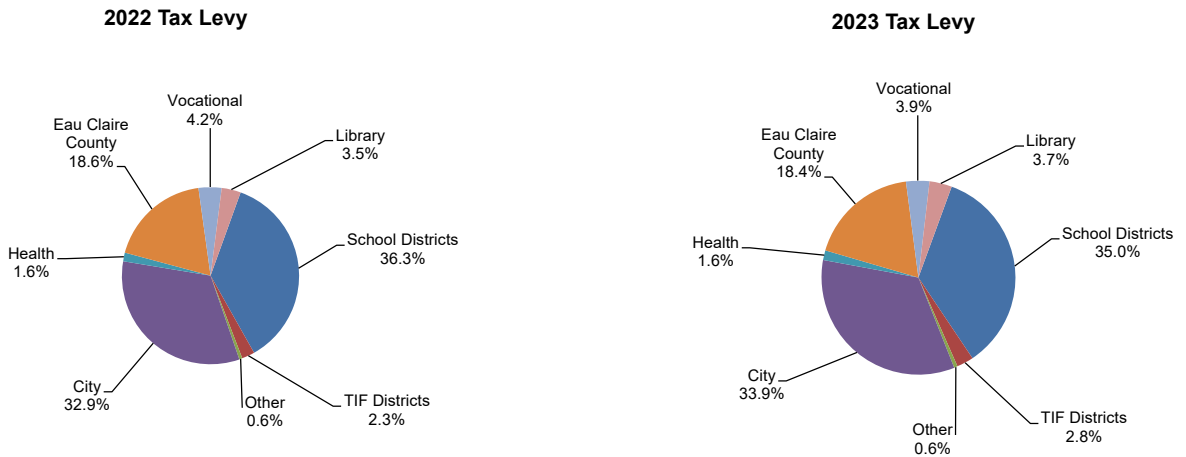 2022 Tax Levy
Vocational
4.2%
Library
3.5%
Eau Claire
County
18.6%
School Districts
36.3%
Health
1.6%
City
32.9%
Other
0.6%
TIF Districts
2.3%
2023 Tax Levy
Vocational
3.9%
Library
3.7%
Eau Claire
County
18.4%
School Districts
35.0%
Health
1.6%
City
33.9%
Other
0.6%
TIF Districts
2.8%